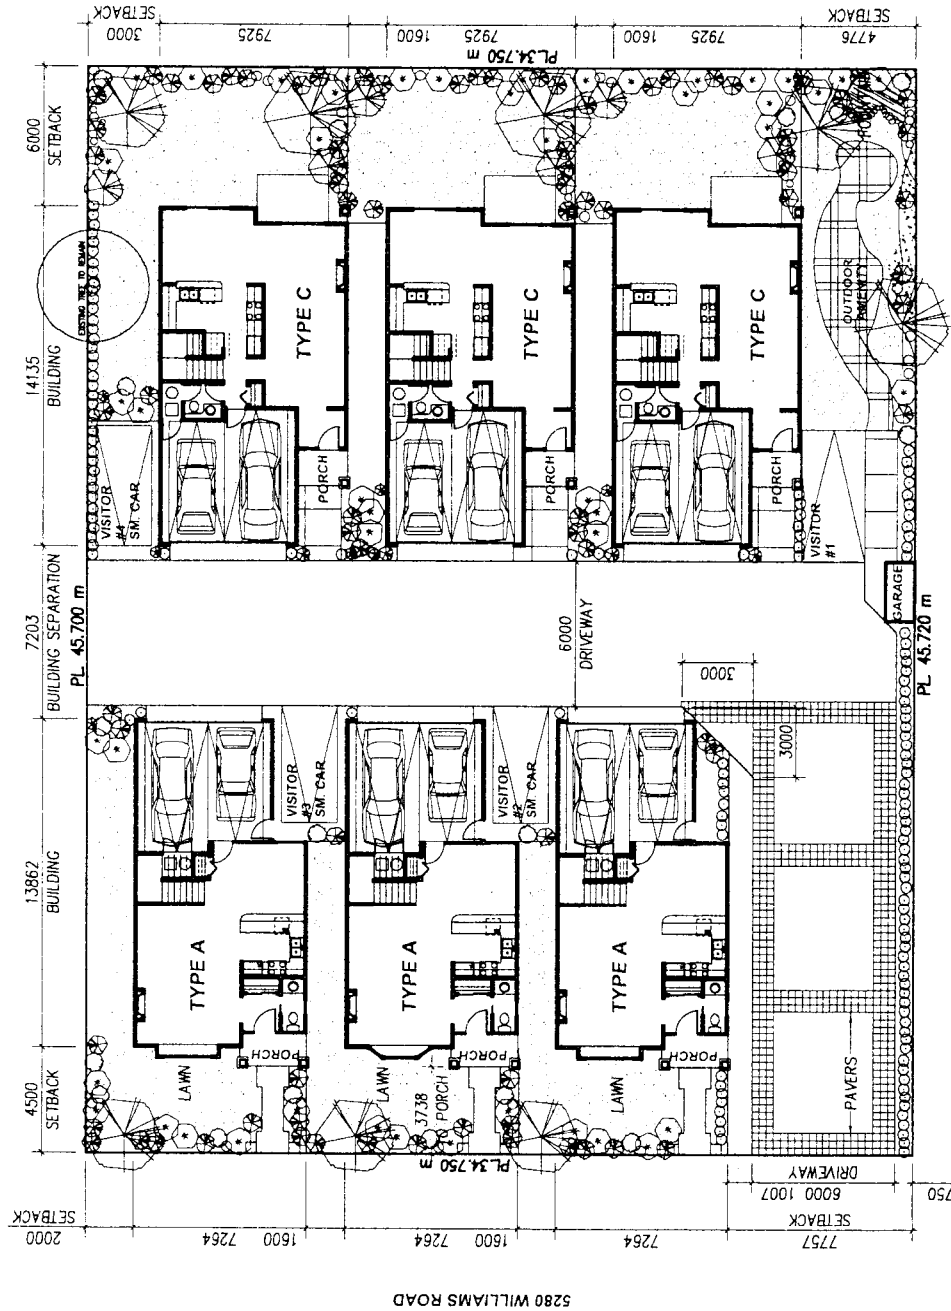 SETBACK
3000
7925
1600
7925
1600
7925
4776
SETBACK
PL.34.750 m
6000
SETBACK
14135
BUILDING
7203
BUILDING SEPARATION
13862
BUILDING
4500
SETBACK
EXISTING TREE TO REMAIN
PL. 45.700 m
TYPE C
TYPE C
TYPE C
OUTDOOR
AMENITY
VISITOR
#4
SM. CAR
PORCH
PORCH
PORCH
VISITOR
#1
GARAGE
PL. 45.720 m
6000
DRIVEWAY
3000
3000
VISITOR
#3
SM. CAR
VISITOR
#2
SM. CAR
TYPE A
TYPE A
TYPE A
PORCH
PORCH
PORCH
LAWN
LAWN
LAWN
3738
PORCH
PAVERS
PL.34.750 m
DRIVEWAY
6000
1007
750
SETBACK
2000
7264
1600
7264
1600
7264
7757
SETBACK
5280 WILLIAMS ROAD